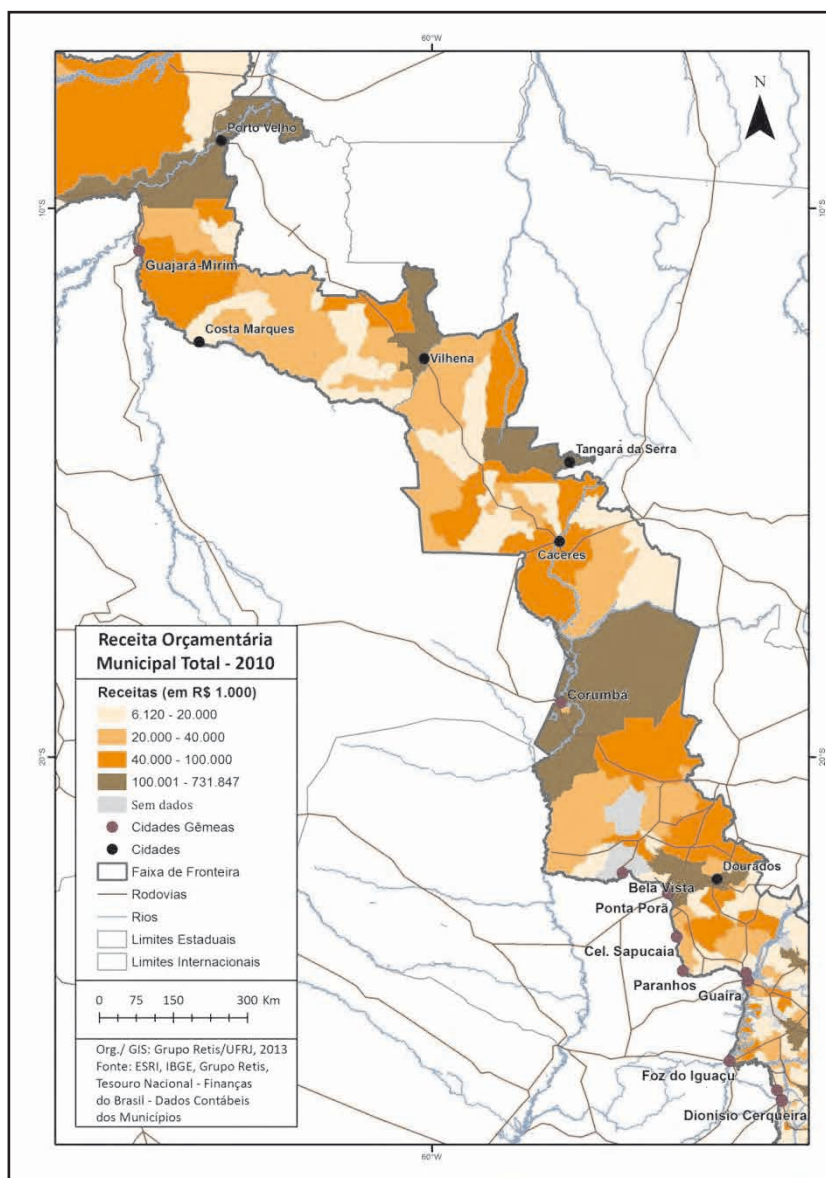 60°W
N
Porto Velho
10°S
10°S
Guajará-Mirim
Costa Marques
Vilhena
Tangará da Serra
Cáceres
Receita Orçamentária
Municipal Total - 2010
Receitas (em R$ 1.000)
6.120 - 20.000
20.000 - 40.000
40.000 - 100.000
100.001 - 731.847
Sem dados
Cidades Gêmeas
Cidades
Faixa de Fronteira
Rodovias
Rios
Limites Estaduais
Limites Internacionais
0 75 150 300 Km
Org./ GIS: Grupo Retis/UFRJ, 2013
Fonte: ESRI, IBGE, Grupo Retis,
Tesouro Nacional - Finanças
do Brasil - Dados Contábeis
dos Municípios
Corumbá
20°S
20°S
Dourados
Bela Vista
Ponta Porã
Cel. Sapucaia
Paranhos
Guaíra
Foz do Iguaçu
Dionísio Cerqueira
60°W